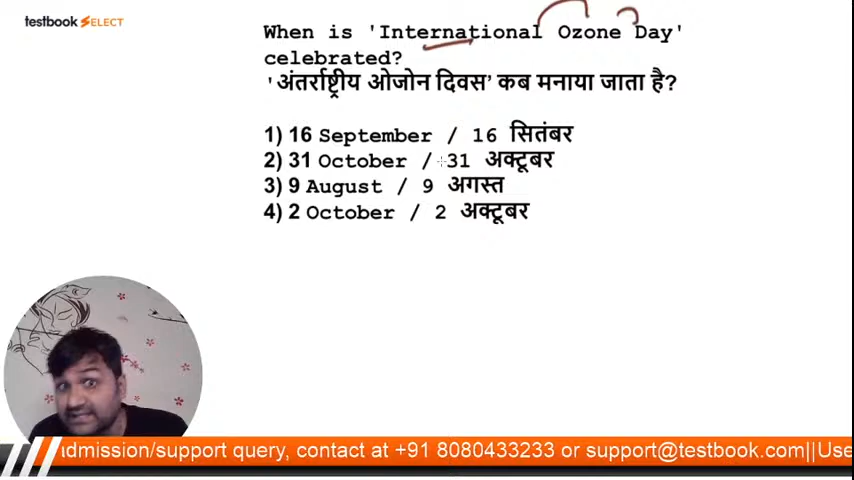 testbook SELECT
When is 'International Ozone Day'
celebrated?
'अंतर्राष्ट्रीय ओजोन दिवस' कब मनाया जाता है?
1) 16 September / 16 सितंबर
2) 31 October / 31 अक्टूबर
3) 9 August / 9 अगस्त
4) 2 October / 2 अक्टूबर
dmission/support query, contact at +91 8080433233 or support@testbook.com||Use